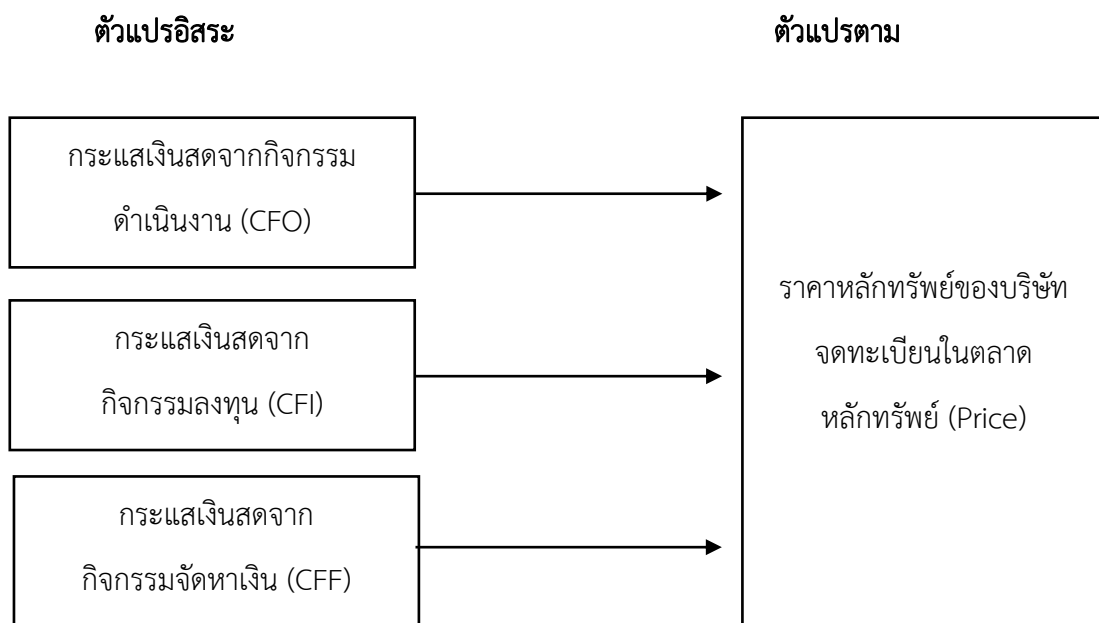 ตัวแปรอิสระ
ตัวแปรตาม
กระแสเงินสดจากกิจกรรม
ดำเนินงาน (CFO)
กระแสเงินสดจาก
กิจกรรมลงทุน (CFI)
กระแสเงินสดจาก
กิจกรรมจัดหาเงิน (CFF)
ราคาหลักทรัพย์ของบริษัท
จดทะเบียนในตลาด
หลักทรัพย์ (Price)